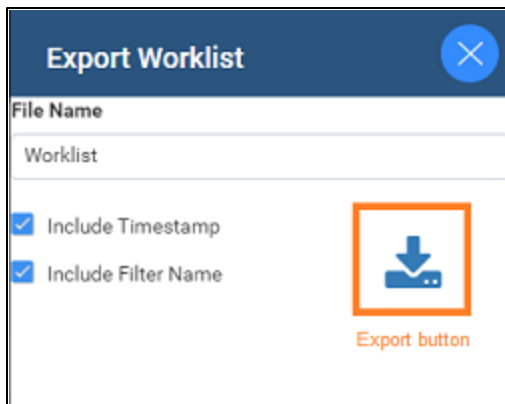 Export Worklist
File Name
Worklist
Include Timestamp
Include Filter Name
Export button